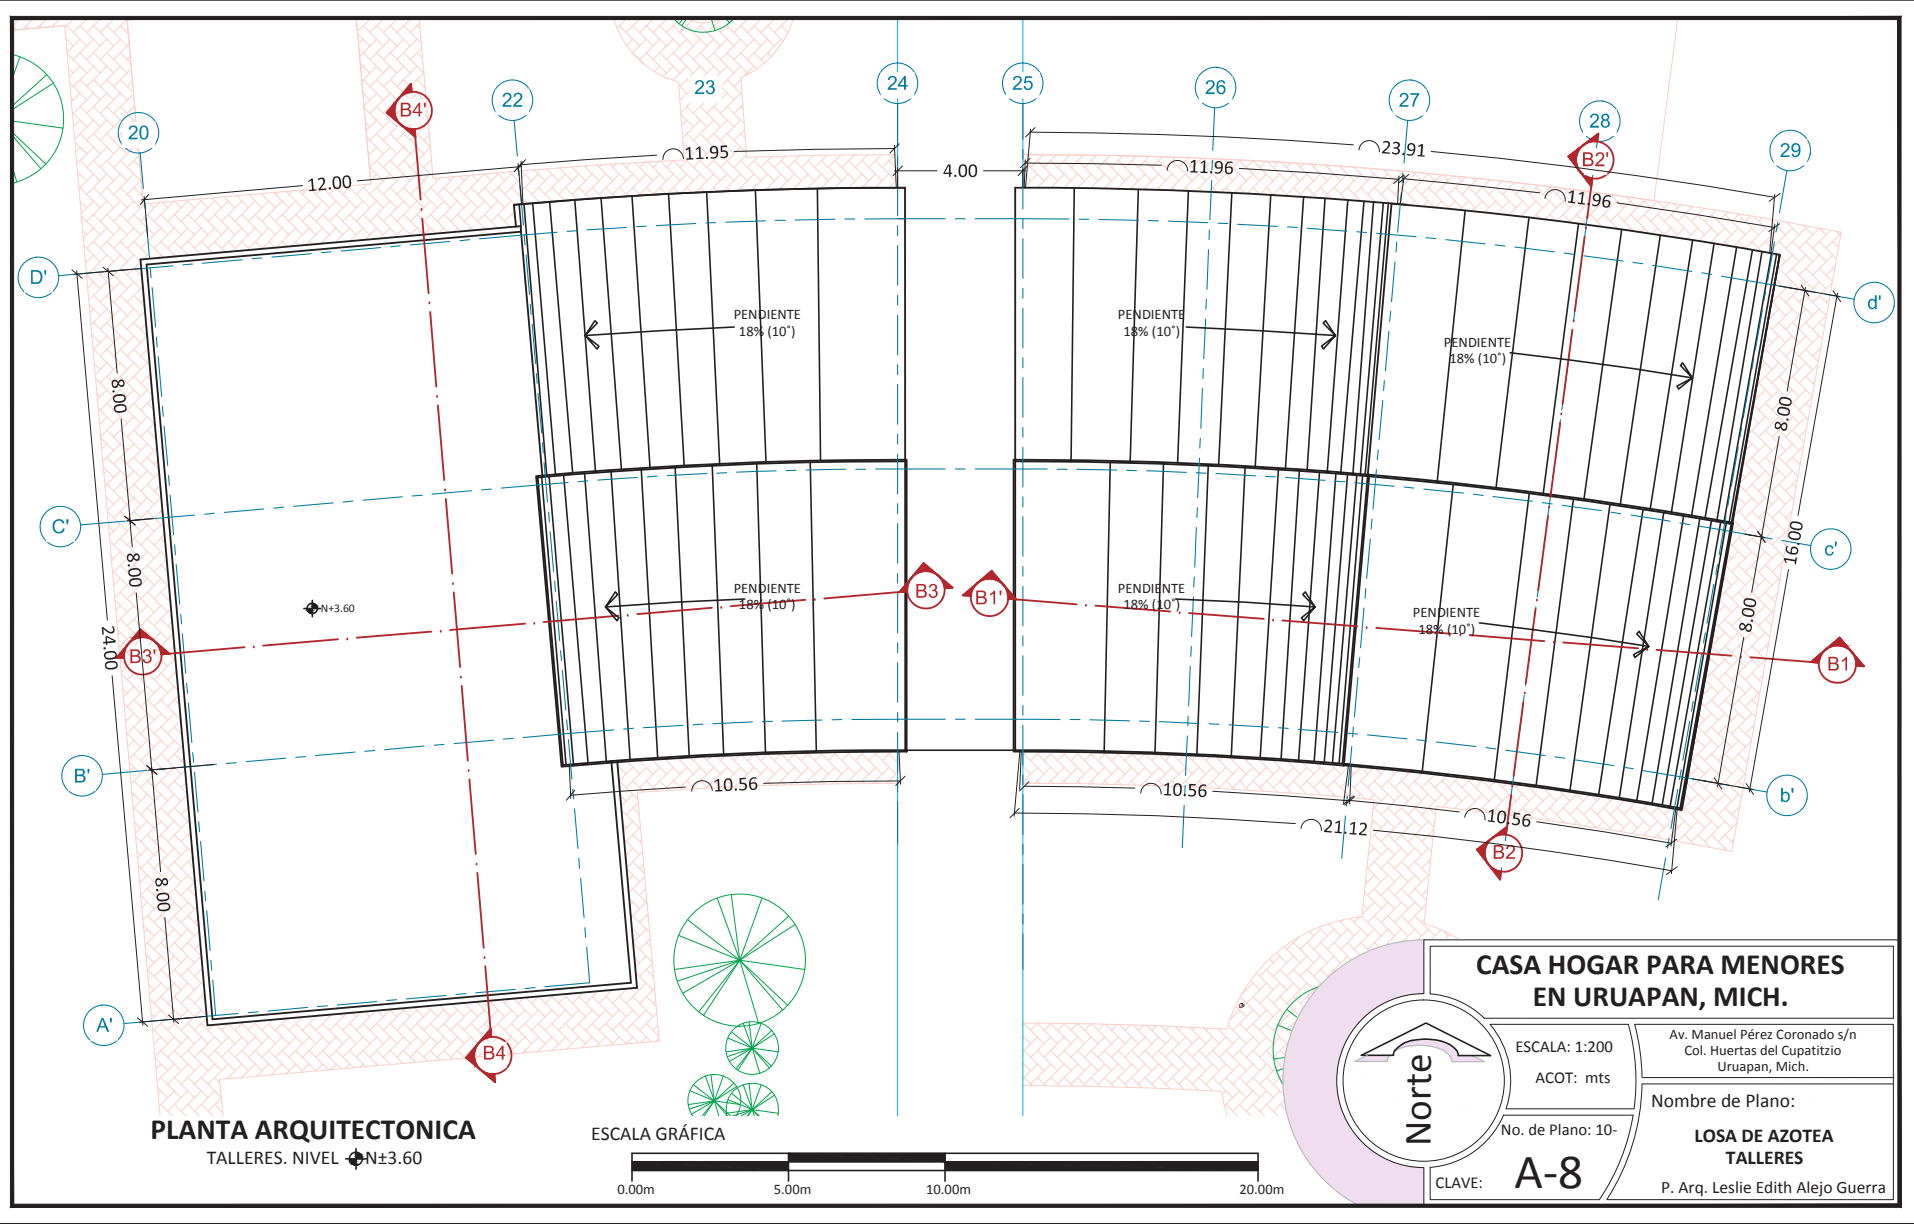 20
B4'
22
23
24
25
26
27
28
B2'
29
12.00
11.95
4.00
23.91
11.96
11.96
D'
d'
PENDIENTE
18% (10°)
PENDIENTE
18% (10°)
PENDIENTE
18% (10°)
8.00
8.00
C'
c'
8.00
16.00
8.00
N+3.60
24.00
B3'
PENDIENTE
18% (10°)
B3
B1'
PENDIENTE
18% (10°)
PENDIENTE
18% (10°)
B1
B'
b'
10.56
10.56
10.56
21.12
B2
8.00
A'
B4
PLANTA ARQUITECTONICA
TALLERES. NIVEL N±3.60
ESCALA GRÁFICA
0.00m
5.00m
10.00m
20.00m
Norte
CASA HOGAR PARA MENORES
EN URUAPAN, MICH.
ESCALA: 1:200
ACOT: mts
Av. Manuel Pérez Coronado s/n
Col. Huertas del Cupatitzio
Uruapan, Mich.
No. de Plano: 10-
CLAVE:
A-8
Nombre de Plano:
LOSA DE AZOTEA
TALLERES
P. Arq. Leslie Edith Alejo Guerra